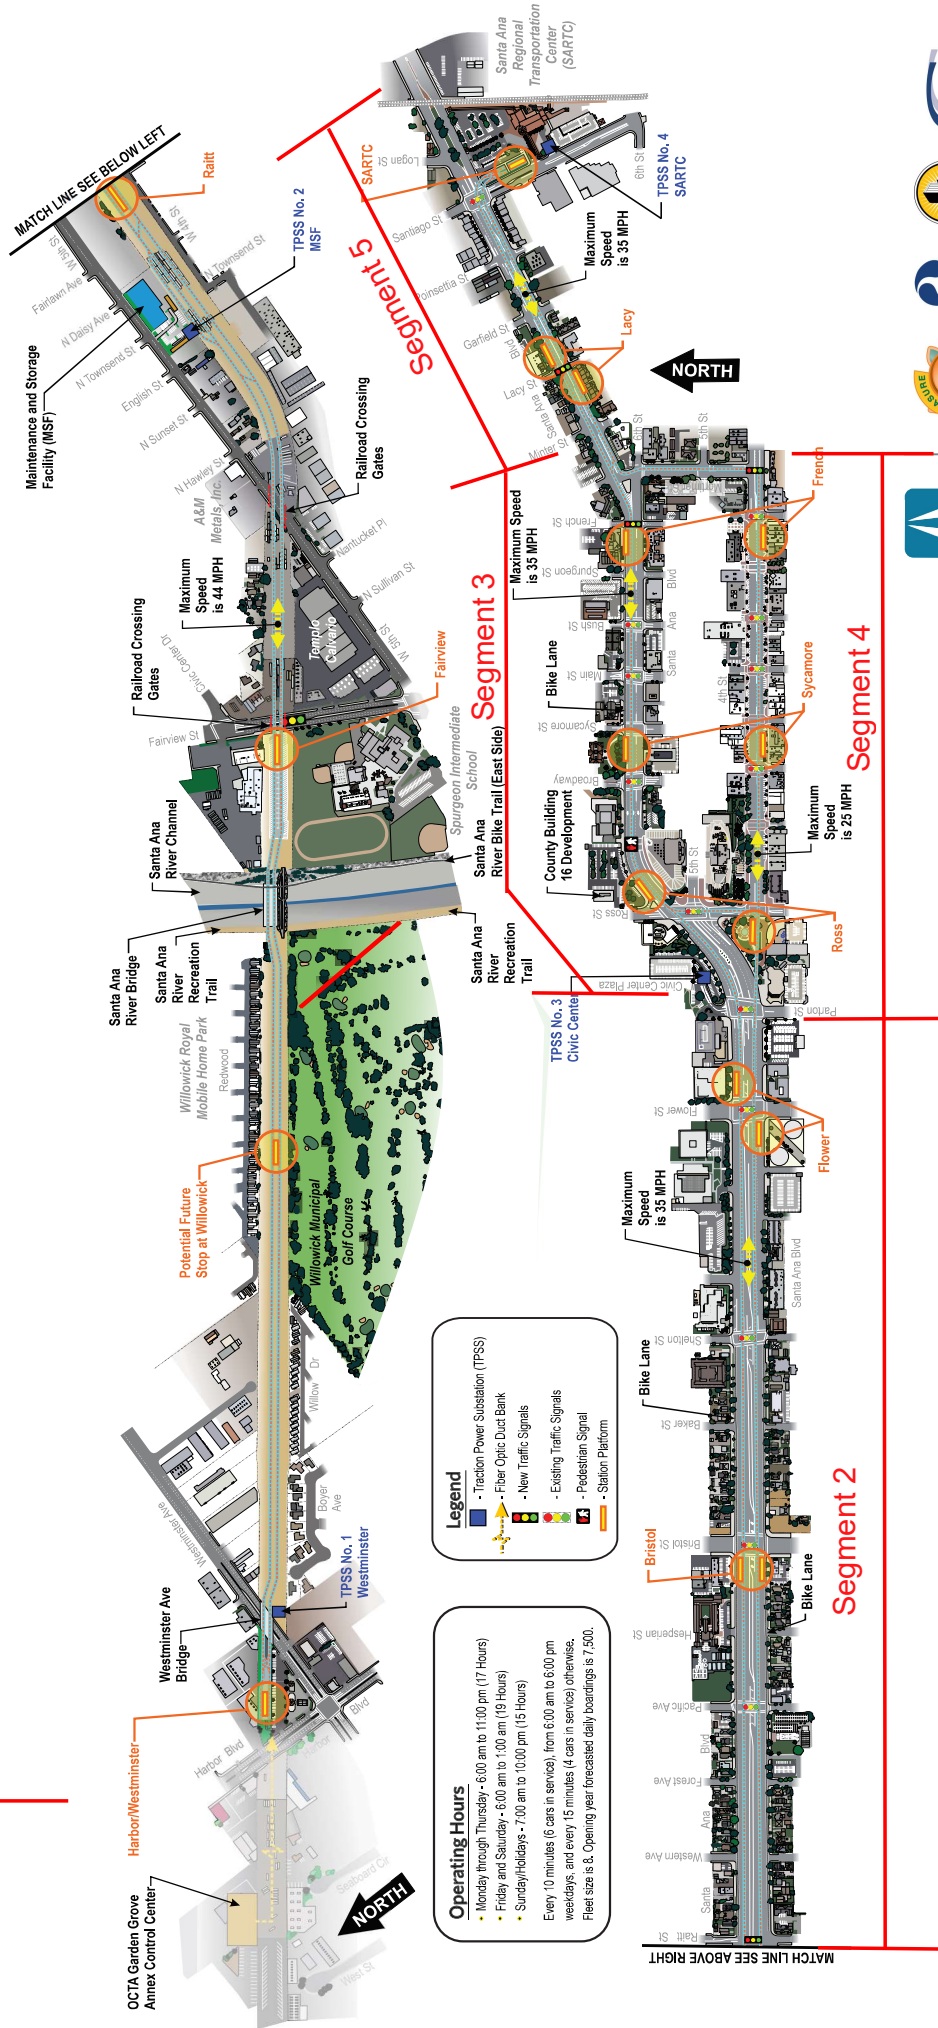 MATCH LINE SEE BELOW LEFT
Raitt
W 5th St
W 4th St
Fairlawn Ave
N Daisy Ave
N Townsend St
N Townsend St
TPSS No. 2
MSF
English St
N Sunset St
N Hawley St
Maintenance and Storage
Facility (MSF)
A&M
Metals, Inc.
Railroad Crossing
Gates
Nantucket Pl
N Sullivan St
W 5th St
Maximum
Speed
is 44 MPH
Templo
Calvario
Railroad Crossing
Gates
Civic Center Dr
Fairview St
Fairview
Spurgeon Intermediate
School
Santa Ana
River Channel
Santa Ana
River Bridge
Santa Ana
River
Recreation
Trail
Santa Ana
River Bike Trail (East Side)
Santa Ana
River
Recreation
Trail
Willowick Royal
Mobile Home Park
Redwood
Potential Future
Stop at Willowick
Willowick Municipal
Golf Course
Willow Dr
Boyer
Ave
Westminster Ave
TPSS No. 1
Westminster
Westminster Ave
Bridge
Harbor/Westminster
Harbor Blvd
Harbor
Blvd
OCTA Garden Grove
Annex Control Center
Seaboard Cir
West St
NORTH
Operating Hours
• Monday through Thursday - 6:00 am to 11:00 pm (17 Hours)
• Friday and Saturday - 6:00 am to 1:00 am (19 Hours)
• Sunday/Holidays - 7:00 am to 10:00 pm (15 Hours)
Every 10 minutes (6 cars in service), from 6:00 am to 6:00 pm
weekdays, and every 15 minutes (4 cars in service) otherwise.
Fleet size is 8. Opening year forecasted daily boardings is 7,500.
Legend
- Traction Power Substation (TPSS)
- Fiber Optic Duct Bank
- New Traffic Signals
- Existing Traffic Signals
- Pedestrian Signal
- Station Platform
Segment 3
Segment 5
Segment 4
Segment 2
MATCH LINE SEE ABOVE RIGHT
Raitt
St
Santa
Western Ave
Ana
Forest Ave
Blvd
Pacific Ave
Hesperian St
Bike Lane
Bristol
Bristol St
Baker St
Bike Lane
Shelton St
Santa Ana Blvd
Maximum
Speed
is 35 MPH
Flower
Flower St
Parton St
TPSS No. 3
Civic Center
Civic Center Plaza
Ross St
Ross
County Building
16 Development
5th St
Maximum
Speed
is 25 MPH
Broadway
Sycamore St
Sycamore
Bike Lane
Main St
4th St
Santa
Ana
Blvd
Bush St
Spurgeon St
French St
French
Maximum Speed
is 35 MPH
6th St
5th St
Minter St
Santa Ana
Blvd
Lacy St
Lacy
Garfield St
Poinsettia St
Maximum
Speed
is 35 MPH
Santiago St
Logan St
SARTC
TPSS No. 4
SARTC
6th St
Santa Ana
Regional
Transportation
Center
(SARTC)
NORTH